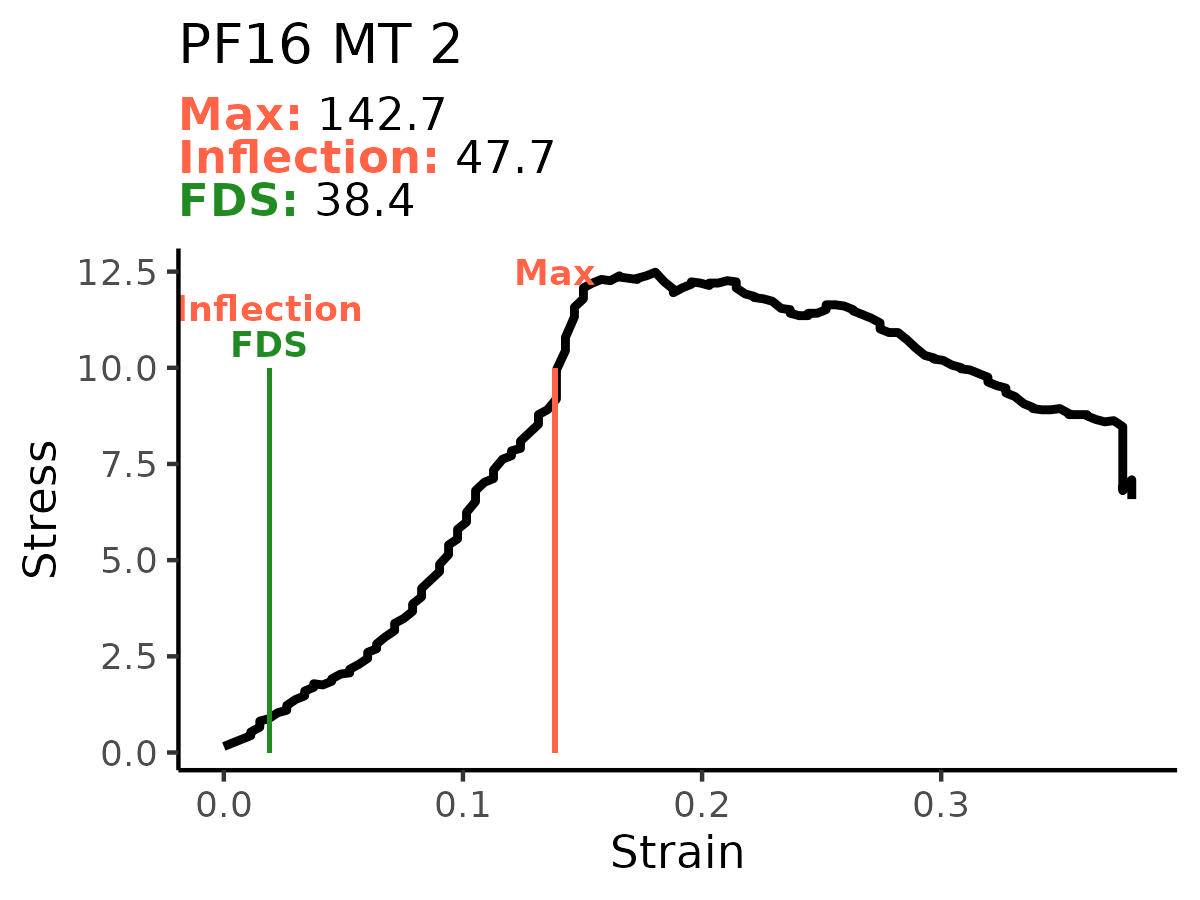 PF16 MT 2
Max: 142.7
Inflection: 47.7
FDS: 38.4
12.5
10.0
7.5
5.0
2.5
0.0
Stress
Max
Inflection
FDS
0.0 0.1 0.2 0.3
Strain